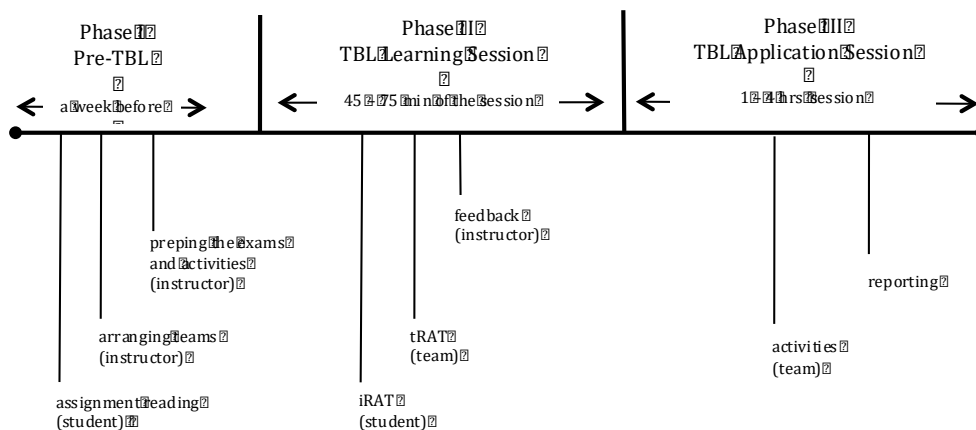 Phase I
Pre-TBL
a week before
Phase II
TBL Learning Session
45 – 75 min of the session
Phase III
TBL Application Session
1 – 4 hrs session
feedback
(instructor)
preping the exams
and activities
(instructor)
reporting
arranging teams
(instructor)
tRAT
(team)
activities
(team)
assignment reading
(student)
iRAT
(student)